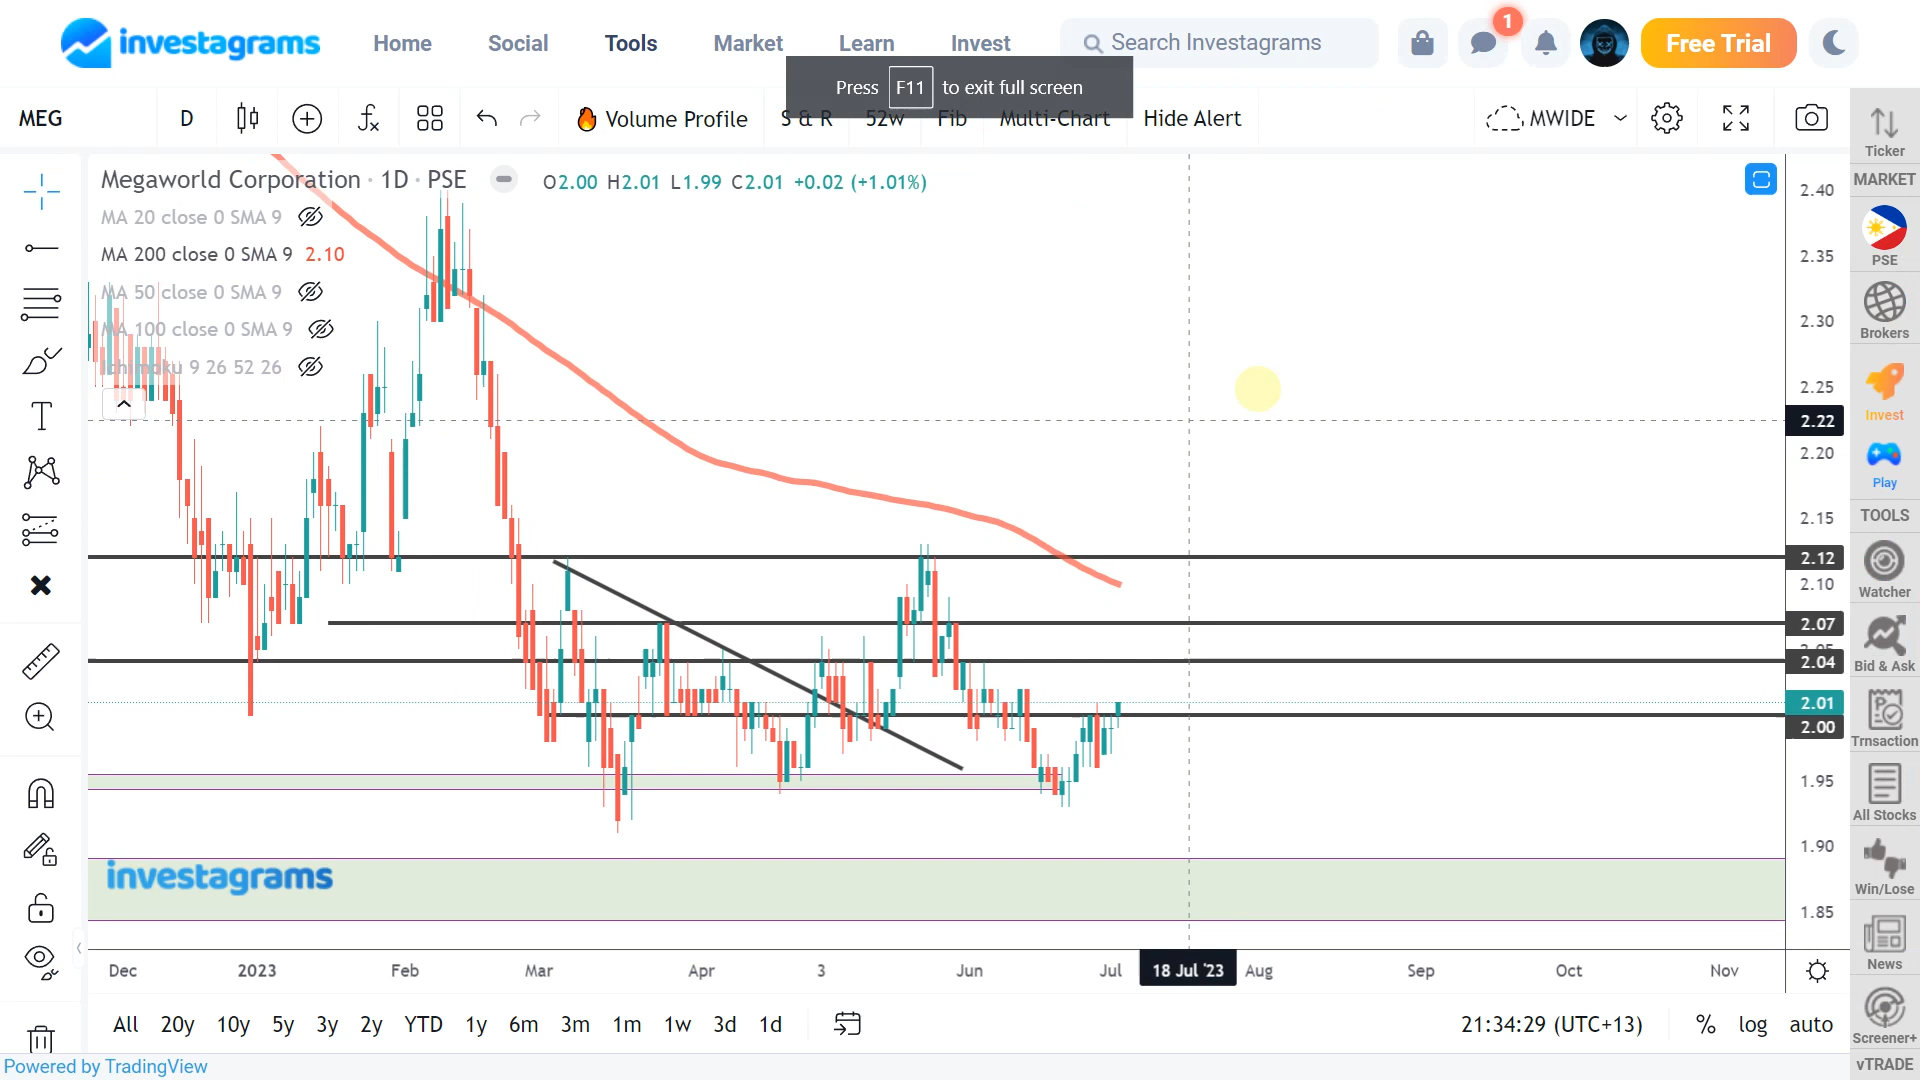 investagrams Home Social Tools Market Learn Invest Search Investagrams 1 Free Trial
Press F11 to exit full screen
MEG D Volume Profile S & R 52w Fib Multi-Chart Hide Alert MWIDE
Megaworld Corporation · 1D · PSE O2.00 H2.01 L1.99 C2.01 +0.02 (+1.01%)
MA 20 close 0 SMA 9
MA 200 close 0 SMA 9 2.10
MA 50 close 0 SMA 9
MA 100 close 0 SMA 9
Ichimoku 9 26 52 26
2.40
2.35
2.30
2.25
2.22
2.20
2.15
2.12
2.10
2.07
2.05
2.04
2.01
2.00
1.95
1.90
1.85
investagrams
Dec 2023 Feb Mar Apr 3 Jun Jul 18 Jul '23 Aug Sep Oct Nov
All 20y 10y 5y 3y 2y YTD 1y 6m 3m 1m 1w 3d 1d 21:34:29 (UTC+13) % log auto
Powered by TradingView
Ticker
MARKET
PSE
Brokers
Invest
Play
TOOLS
Watcher
Bid & Ask
Trnsaction
All Stocks
Win/Lose
News
Screener+
vTRADE